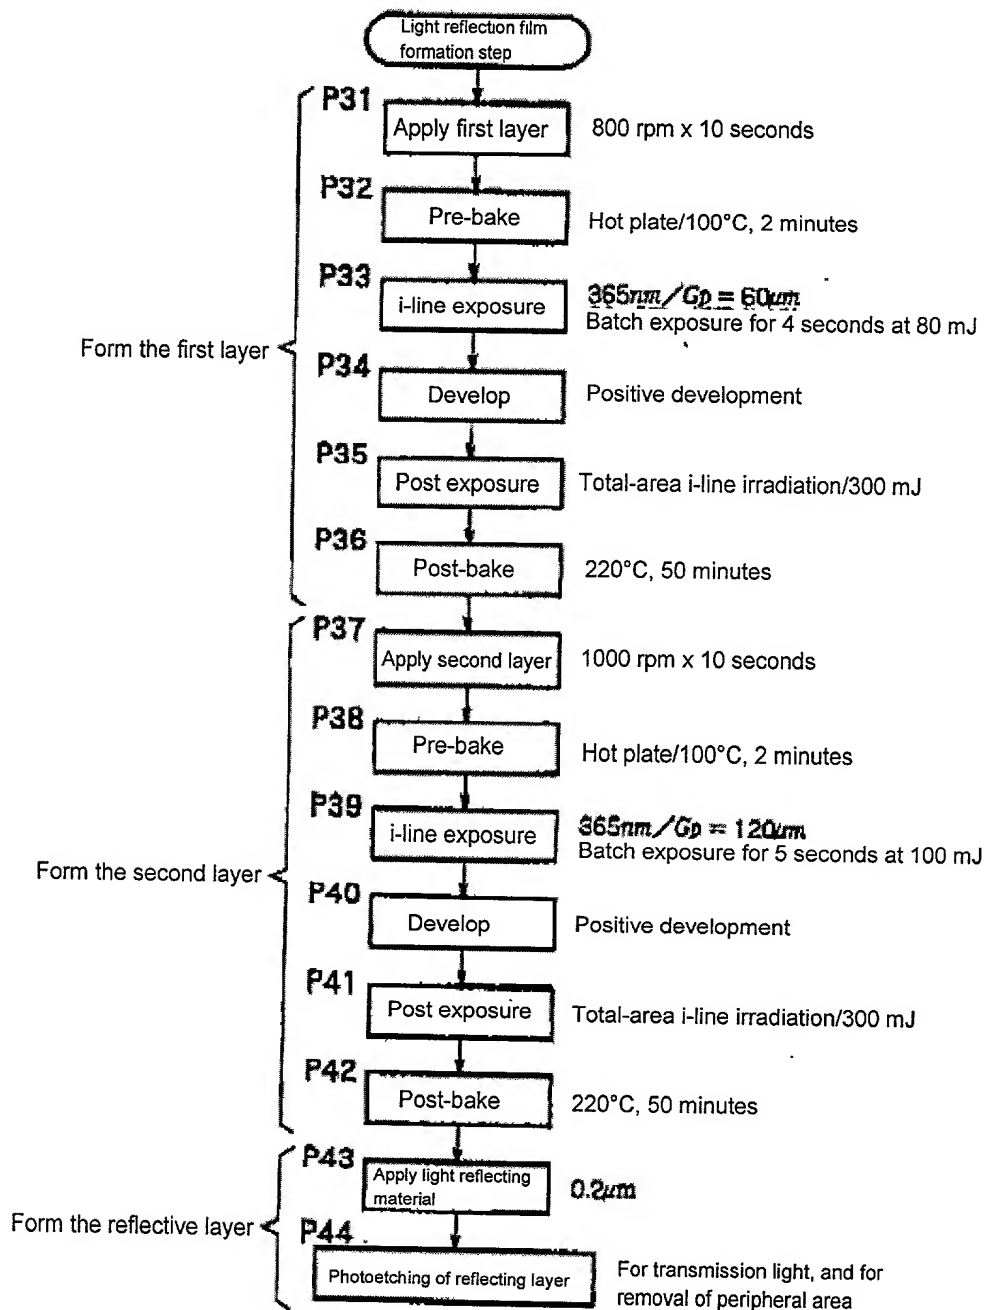 Light reflection film
formation step
P31
Apply first layer
800 rpm x 10 seconds
P32
Pre-bake
Hot plate/100°C, 2 minutes
P33
i-line exposure
365nm/Gp = 60μm
Batch exposure for 4 seconds at 80 mJ
Form the first layer
P34
Develop
Positive development
P35
Post exposure
Total-area i-line irradiation/300 mJ
P36
Post-bake
220°C, 50 minutes
P37
Apply second layer
1000 rpm x 10 seconds
P38
Pre-bake
Hot plate/100°C, 2 minutes
P39
i-line exposure
365nm/Gp = 120μm
Batch exposure for 5 seconds at 100 mJ
Form the second layer
P40
Develop
Positive development
P41
Post exposure
Total-area i-line irradiation/300 mJ
P42
Post-bake
220°C, 50 minutes
P43
Apply light reflecting
material
0.2μm
Form the reflective layer
P44
Photoetching of reflecting layer
For transmission light, and for
removal of peripheral area